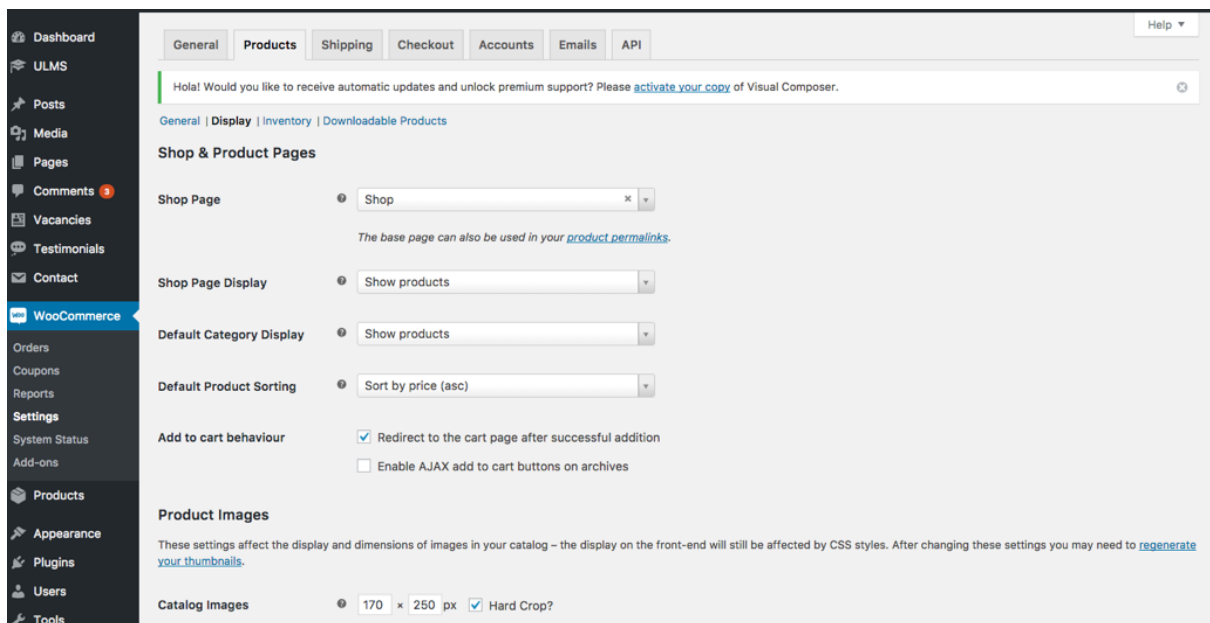 Help
Dashboard
ULMS
Posts
Media
Pages
Comments 3
Vacancies
Testimonials
Contact
WOO WooCommerce
Orders
Coupons
Reports
Settings
System Status
Add-ons
Products
Appearance
Plugins
Users
Tools
General Products Shipping Checkout Accounts Emails API
Hola! Would you like to receive automatic updates and unlock premium support? Please activate your copy of Visual Composer.
General | Display | Inventory | Downloadable Products
Shop & Product Pages
Shop Page ? Shop
The base page can also be used in your product permalinks.
Shop Page Display ? Show products
Default Category Display ? Show products
Default Product Sorting ? Sort by price (asc)
Add to cart behaviour Redirect to the cart page after successful addition
Enable AJAX add to cart buttons on archives
Product Images
These settings affect the display and dimensions of images in your catalog – the display on the front-end will still be affected by CSS styles. After changing these settings you may need to regenerate
your thumbnails.
Catalog Images ? 170 × 250 px Hard Crop?